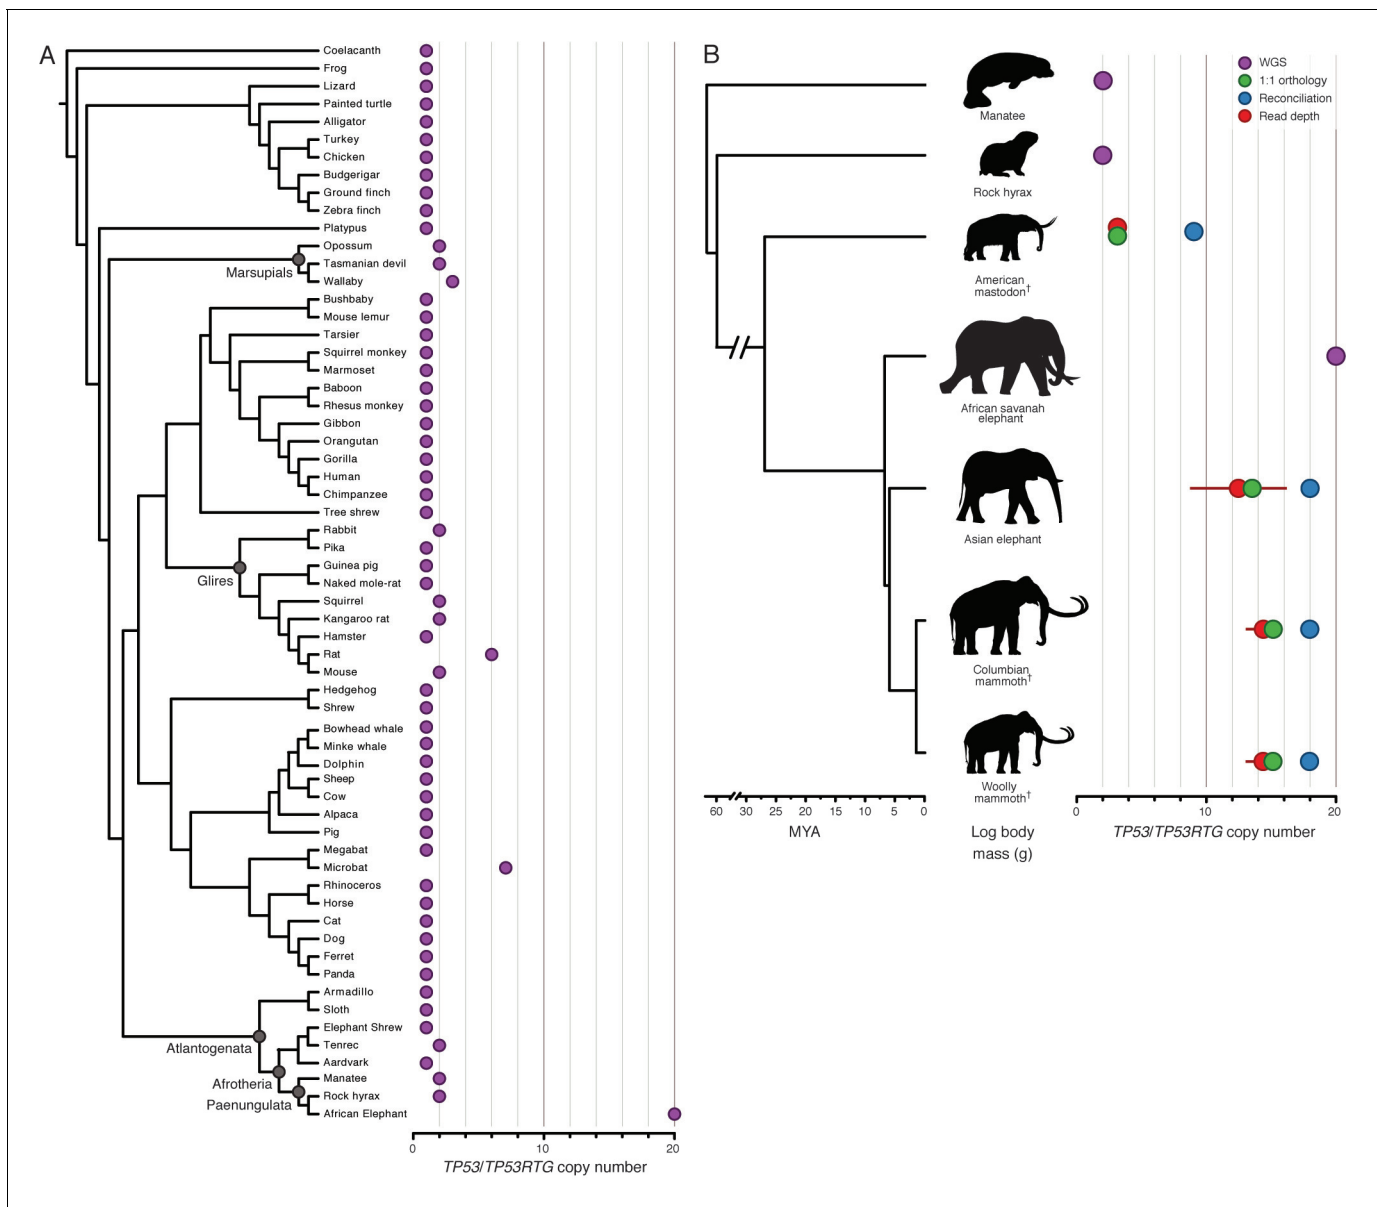 A
Coelacanth
Frog
Lizard
Painted turtle
Alligator
Turkey
Chicken
Budgerigar
Ground finch
Zebra finch
Platypus
Opossum
Marsupials
Tasmanian devil
Wallaby
Bushbaby
Mouse lemur
Tarsier
Squirrel monkey
Marmoset
Baboon
Rhesus monkey
Gibbon
Orangutan
Gorilla
Human
Chimpanzee
Tree shrew
Rabbit
Pika
Glires
Guinea pig
Naked mole-rat
Squirrel
Kangaroo rat
Hamster
Rat
Mouse
Hedgehog
Shrew
Bowhead whale
Minke whale
Dolphin
Sheep
Cow
Alpaca
Pig
Megabat
Microbat
Rhinoceros
Horse
Cat
Dog
Ferret
Panda
Armadillo
Sloth
Elephant Shrew
Atlantogenata
Tenrec
Aardvark
Afrotheria
Manatee
Rock hyrax
Paenungulata
African Elephant
0 10 20
TP53/TP53RTG copy number
B
WGS
1:1 orthology
Reconciliation
Read depth
Manatee
Rock hyrax
American
mastodon†
African savanah
elephant
Asian elephant
Columbian
mammoth†
Woolly
mammoth†
60 30 25 20 15 10 5 0
MYA
Log body
mass (g)
0 10 20
TP53/TP53RTG copy number